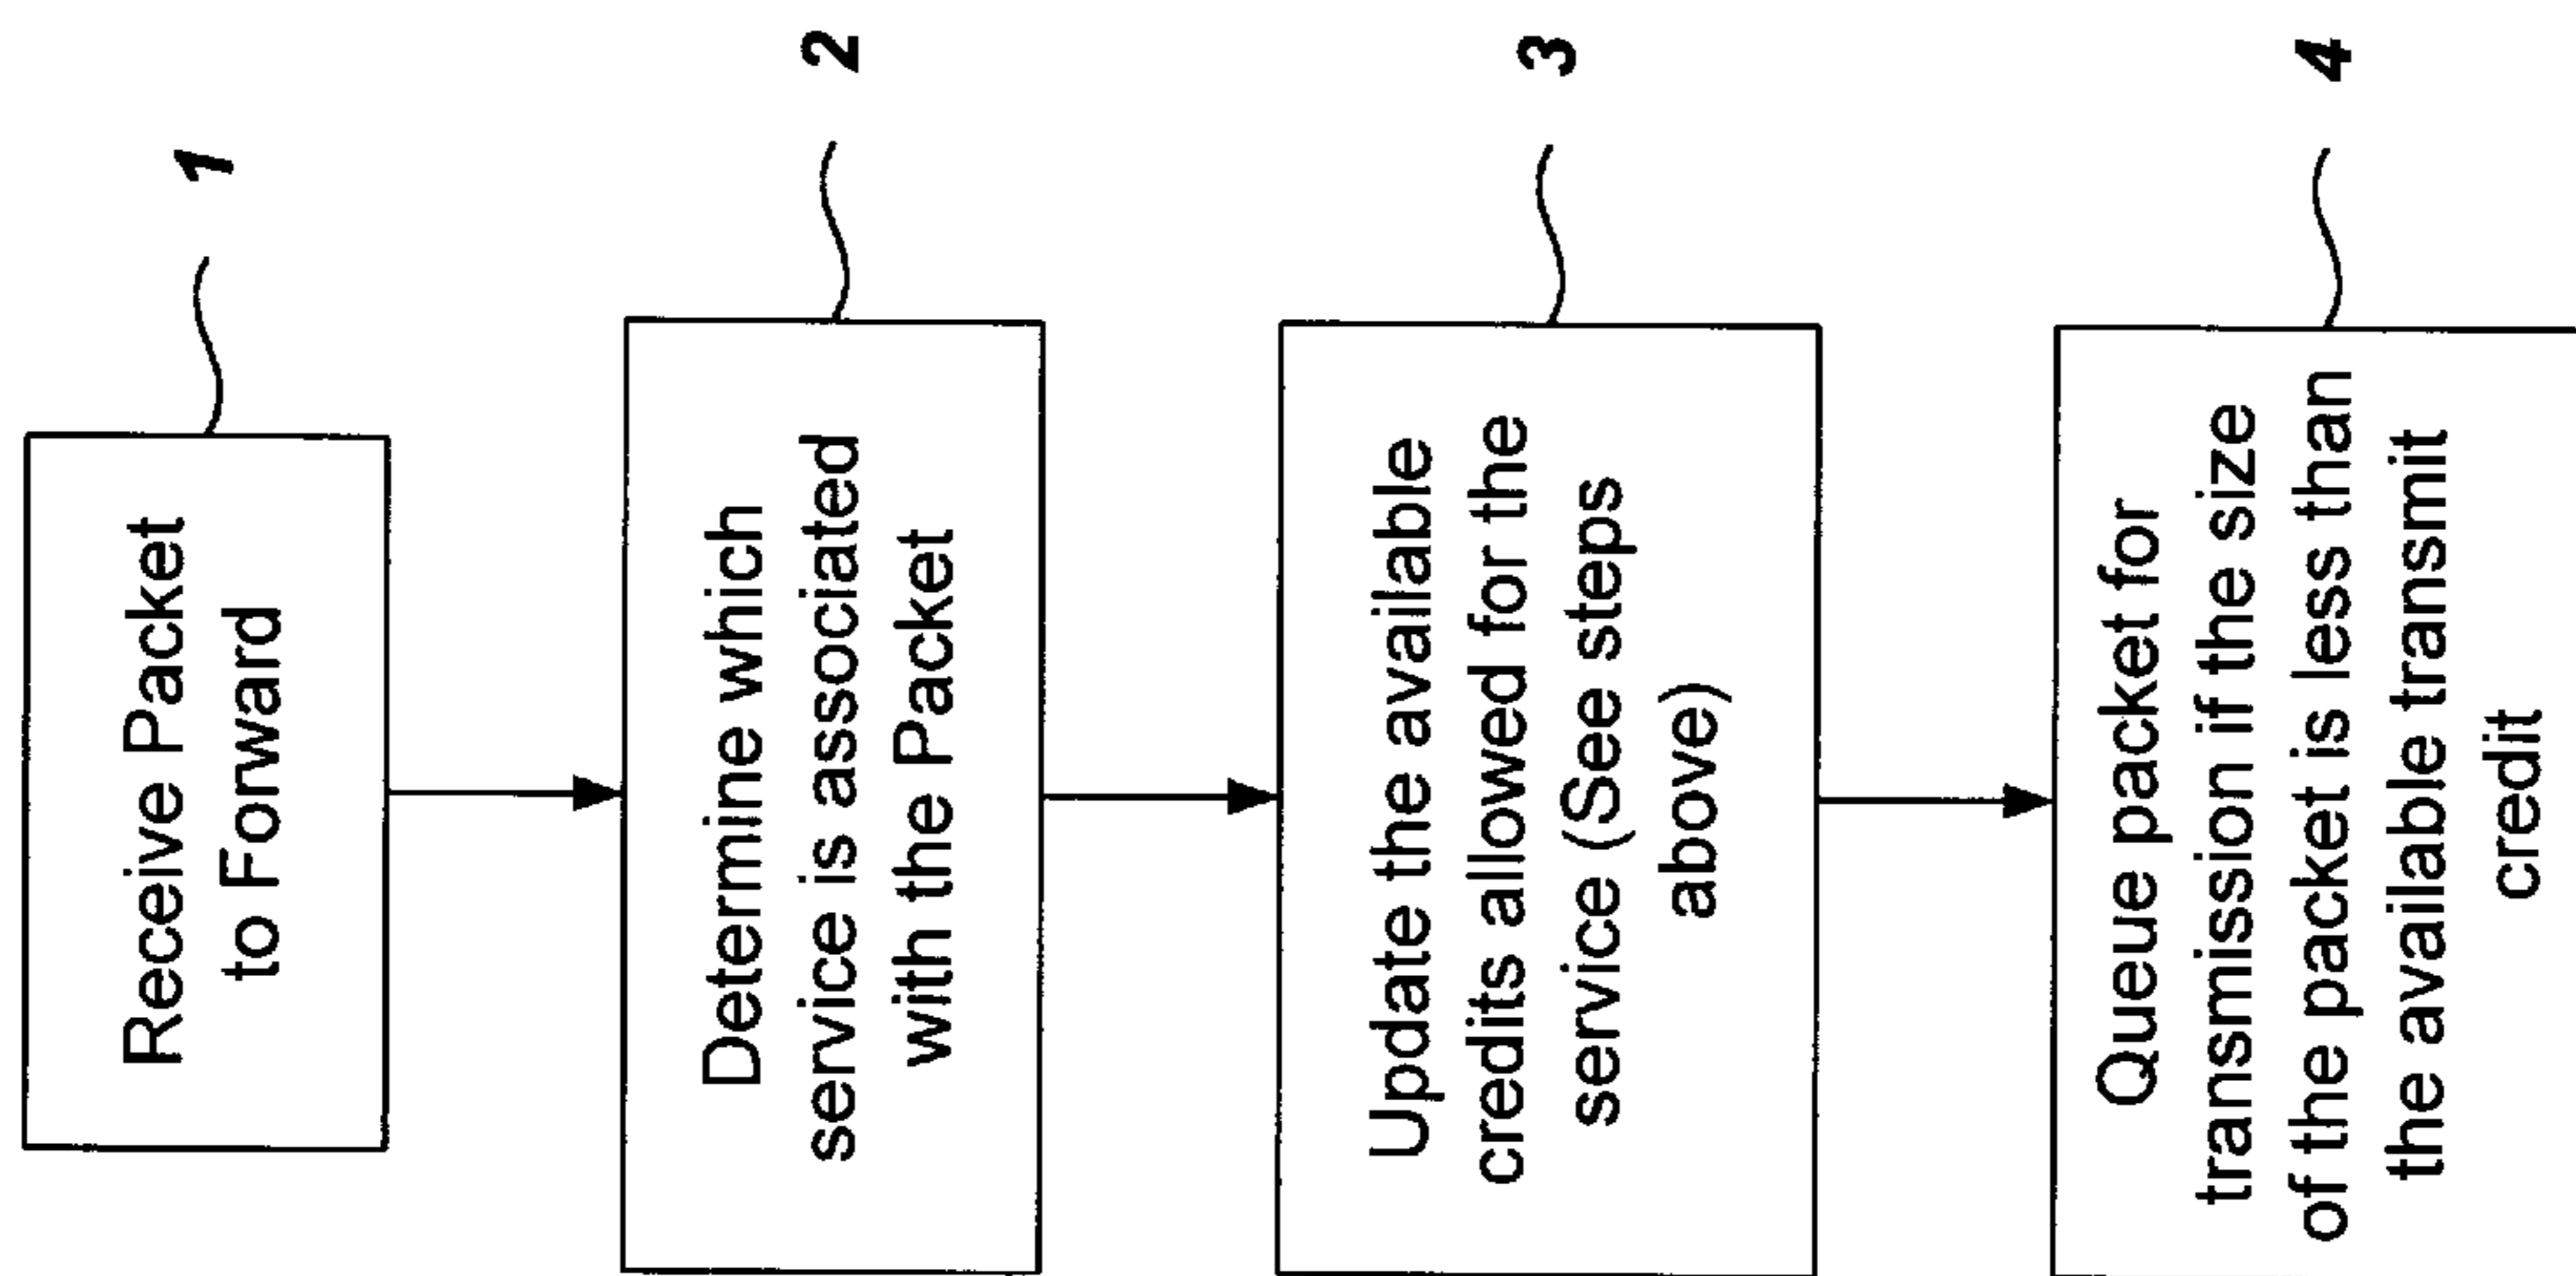 1
Receive Packet
to Forward
2
Determine which
service is associated
with the Packet
3
Update the available
credits allowed for the
service (See steps
above)
4
Queue packet for
transmission if the size
of the packet is less than
the available transmit
credit